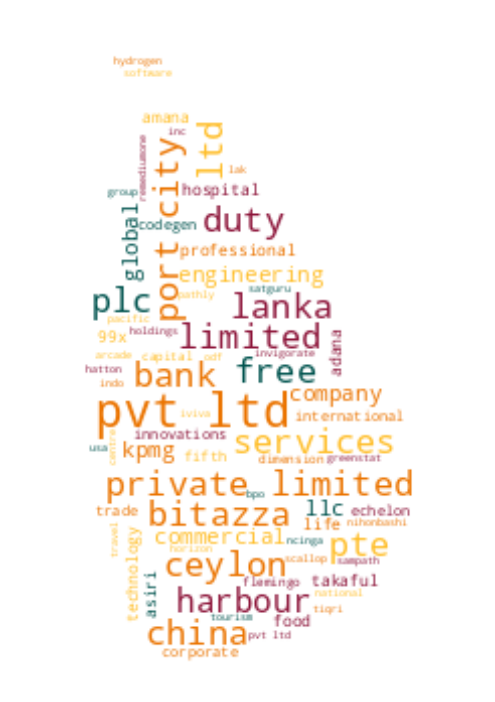 hydrogen
software
amana
inc
ltd
port city
remediumone
lak
group
hospital
global
codegen
duty
professional
engineering
satguru
pathly
plc
lanka
pacific
holdings
limited
99x
adana
arcade
capital
odf
invigorate
hatton
indo
bank
free
company
pvt ltd
iviva
international
innovations
services
usa
central
kpmg
fifth
dimension
greenstat
private limited
bpo
trade
bitazza
llc
echelon
life
nihonbashi
travel
technology
commercial
ncinga
pte
horizon
ceylon
scallop
sampath
asiri
flemingo
takaful
harbour
national
tiqri
tourism
food
china
pvt ltd
corporate